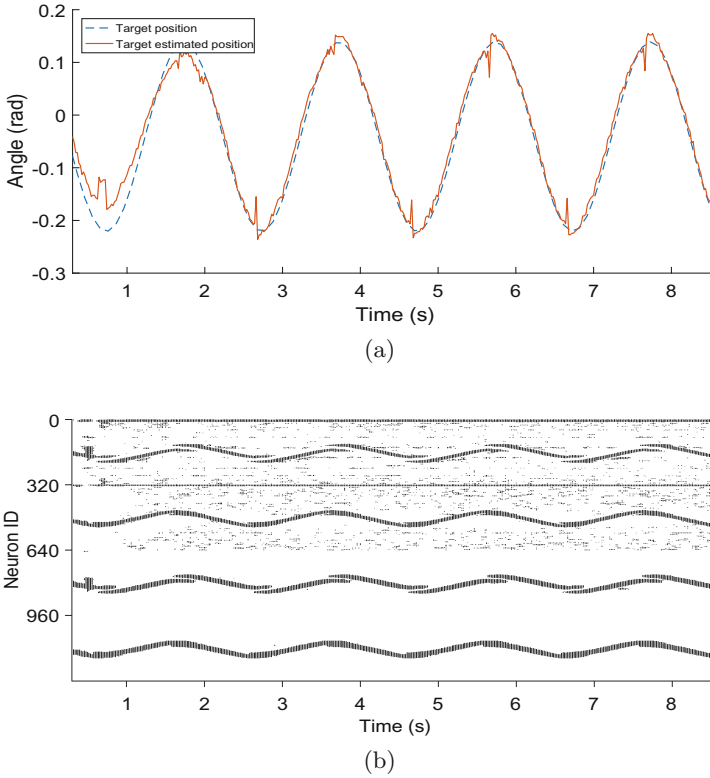 0.2
0.1
0
-0.1
-0.2
-0.3
Angle (rad)
Target position
Target estimated position
1 2 3 4 5 6 7 8
Time (s)
(a)
0
320
640
960
Neuron ID
1 2 3 4 5 6 7 8
Time (s)
(b)